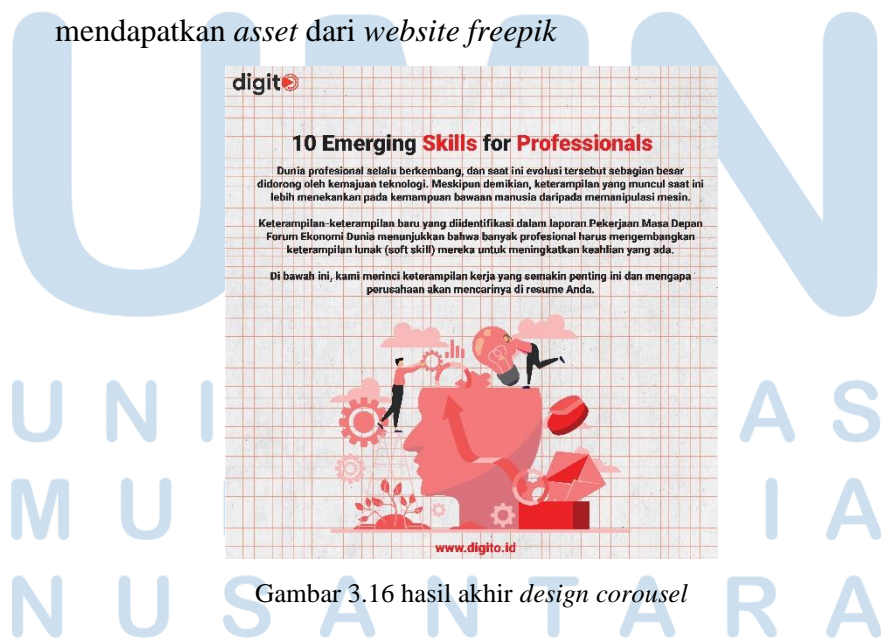 mendapatkan asset dari website freepik
digito
10 Emerging Skills for Professionals
Dunia profesional selalu berkembang, dan saat ini evolusi tersebut sebagian besar
didorong oleh kemajuan teknologi. Meskipun demikian, keterampilan yang muncul saat ini
lebih menekankan pada kemampuan bawaan manusia daripada memanipulasi mesin.
Keterampilan-keterampilan baru yang diidentifikasi dalam laporan Pekerjaan Masa Depan
Forum Ekonomi Dunia menunjukkan bahwa banyak profesional harus mengembangkan
keterampilan lunak (soft skill) mereka untuk meningkatkan keahlian yang ada.
Di bawah ini, kami merinci keterampilan kerja yang semakin penting ini dan mengapa
perusahaan akan mencarinya di resume Anda.
www.digito.id
Gambar 3.16 hasil akhir design corousel
UMN
UNI AS
MU IA
NUSANTARA